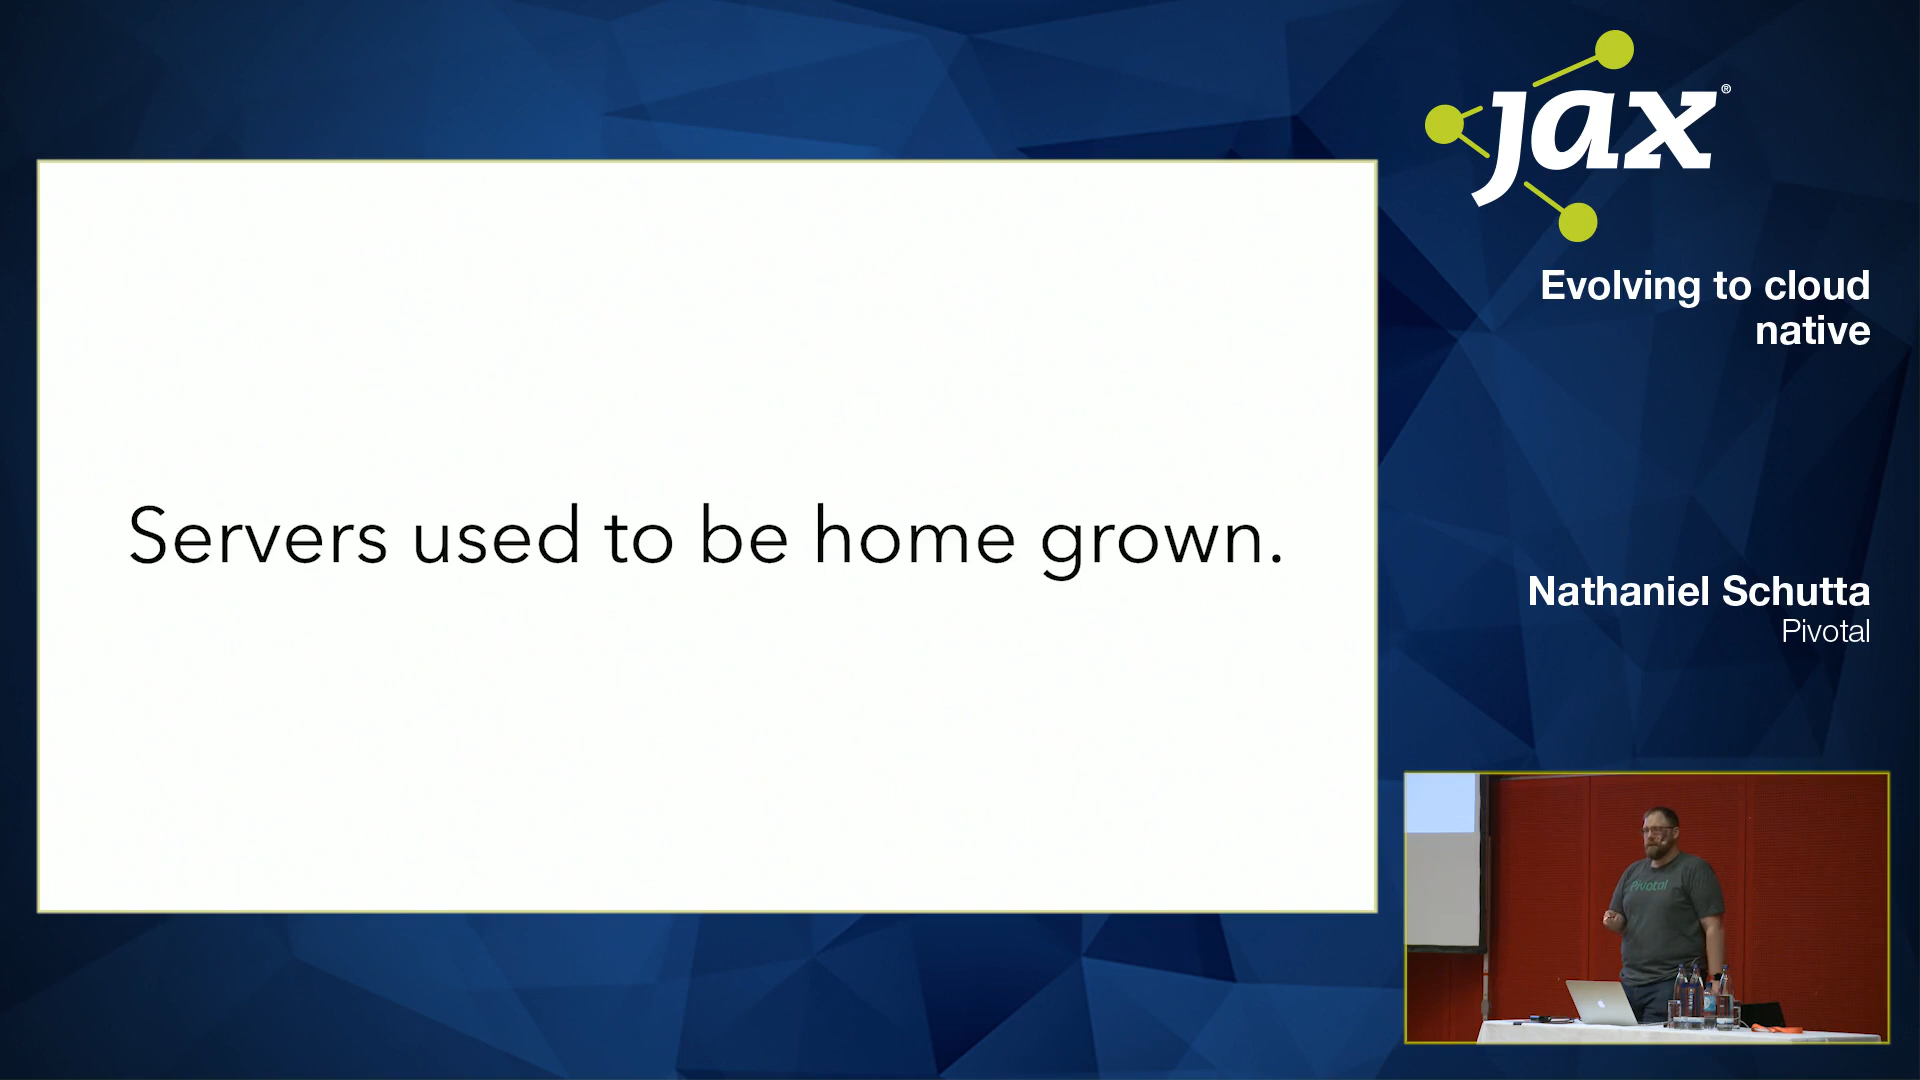 Servers used to be home grown.
jax®
Evolving to cloud
native
Nathaniel Schutta
Pivotal
Pivotal